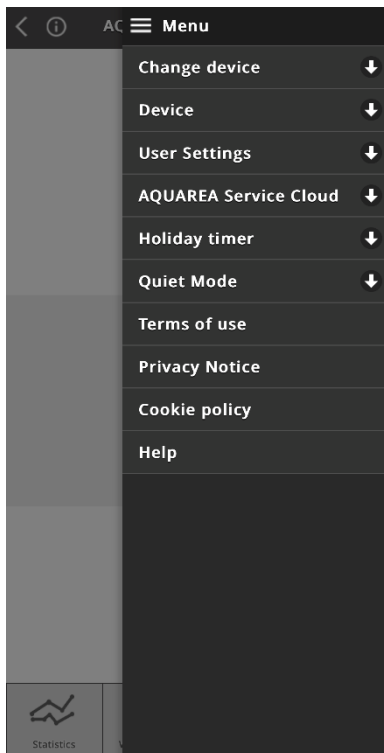 AQ
Menu
Change device
Device
User Settings
AQUAREA Service Cloud
Holiday timer
Quiet Mode
Terms of use
Privacy Notice
Cookie policy
Help
Statistics